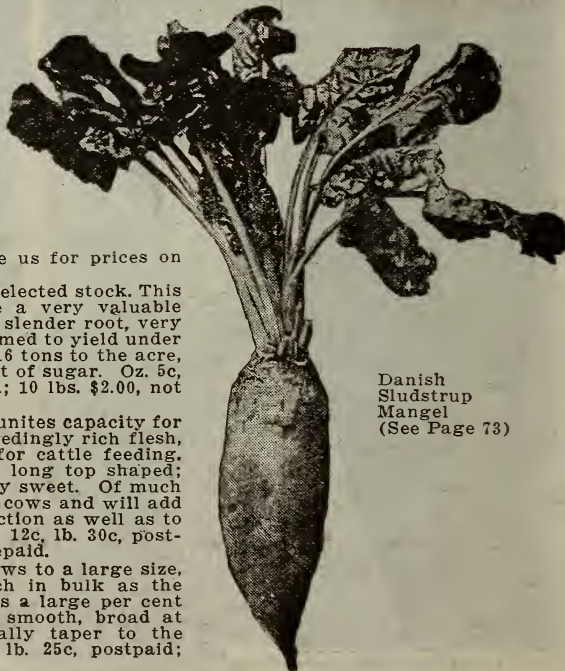 e us for prices on
elected stock. This
e a very valuable
slender root, very
med to yield under
16 tons to the acre,
t of sugar. Oz. 5c,
; 10 lbs. $2.00, not
unites capacity for
edingly rich flesh,
for cattle feeding.
long top shaped;
y sweet. Of much
cows and will add
ction as well as to
12c, lb. 30c, post-
epaid.
ws to a large size,
ch in bulk as the
s a large per cent
smooth, broad at
ally taper to the
lb. 25c, postpaid;
Danish
Sludstrup
Mangel
(See Page 73)